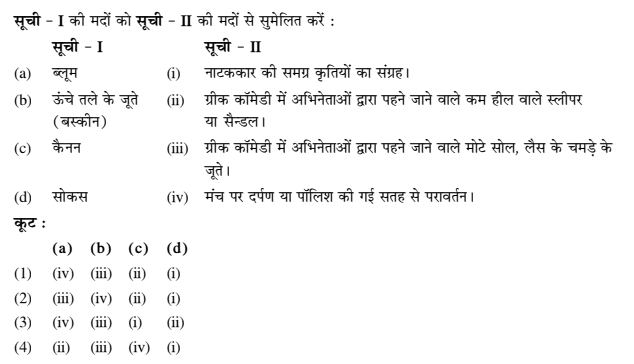 सूची - I की मदों को सूची - II की मदों से सुमेलित करें :
सूची - I सूची - II
(a) ब्लूम (i) नाटककार की समग्र कृतियों का संग्रह।
(b) ऊंचे तले के जूते (ii) ग्रीक कॉमेडी में अभिनेताओं द्वारा पहने जाने वाले कम हील वाले स्लीपर
(बस्कीन) या सैन्डल।
(c) कैनन (iii) ग्रीक कॉमेडी में अभिनेताओं द्वारा पहने जाने वाले मोटे सोल, लैस के चमड़े के
जूते।
(d) सोकस (iv) मंच पर दर्पण या पॉलिश की गई सतह से परावर्तन।
कूट :
(a) (b) (c) (d)
(1) (iv) (iii) (ii) (i)
(2) (iii) (iv) (ii) (i)
(3) (iv) (iii) (i) (ii)
(4) (ii) (iii) (iv) (i)